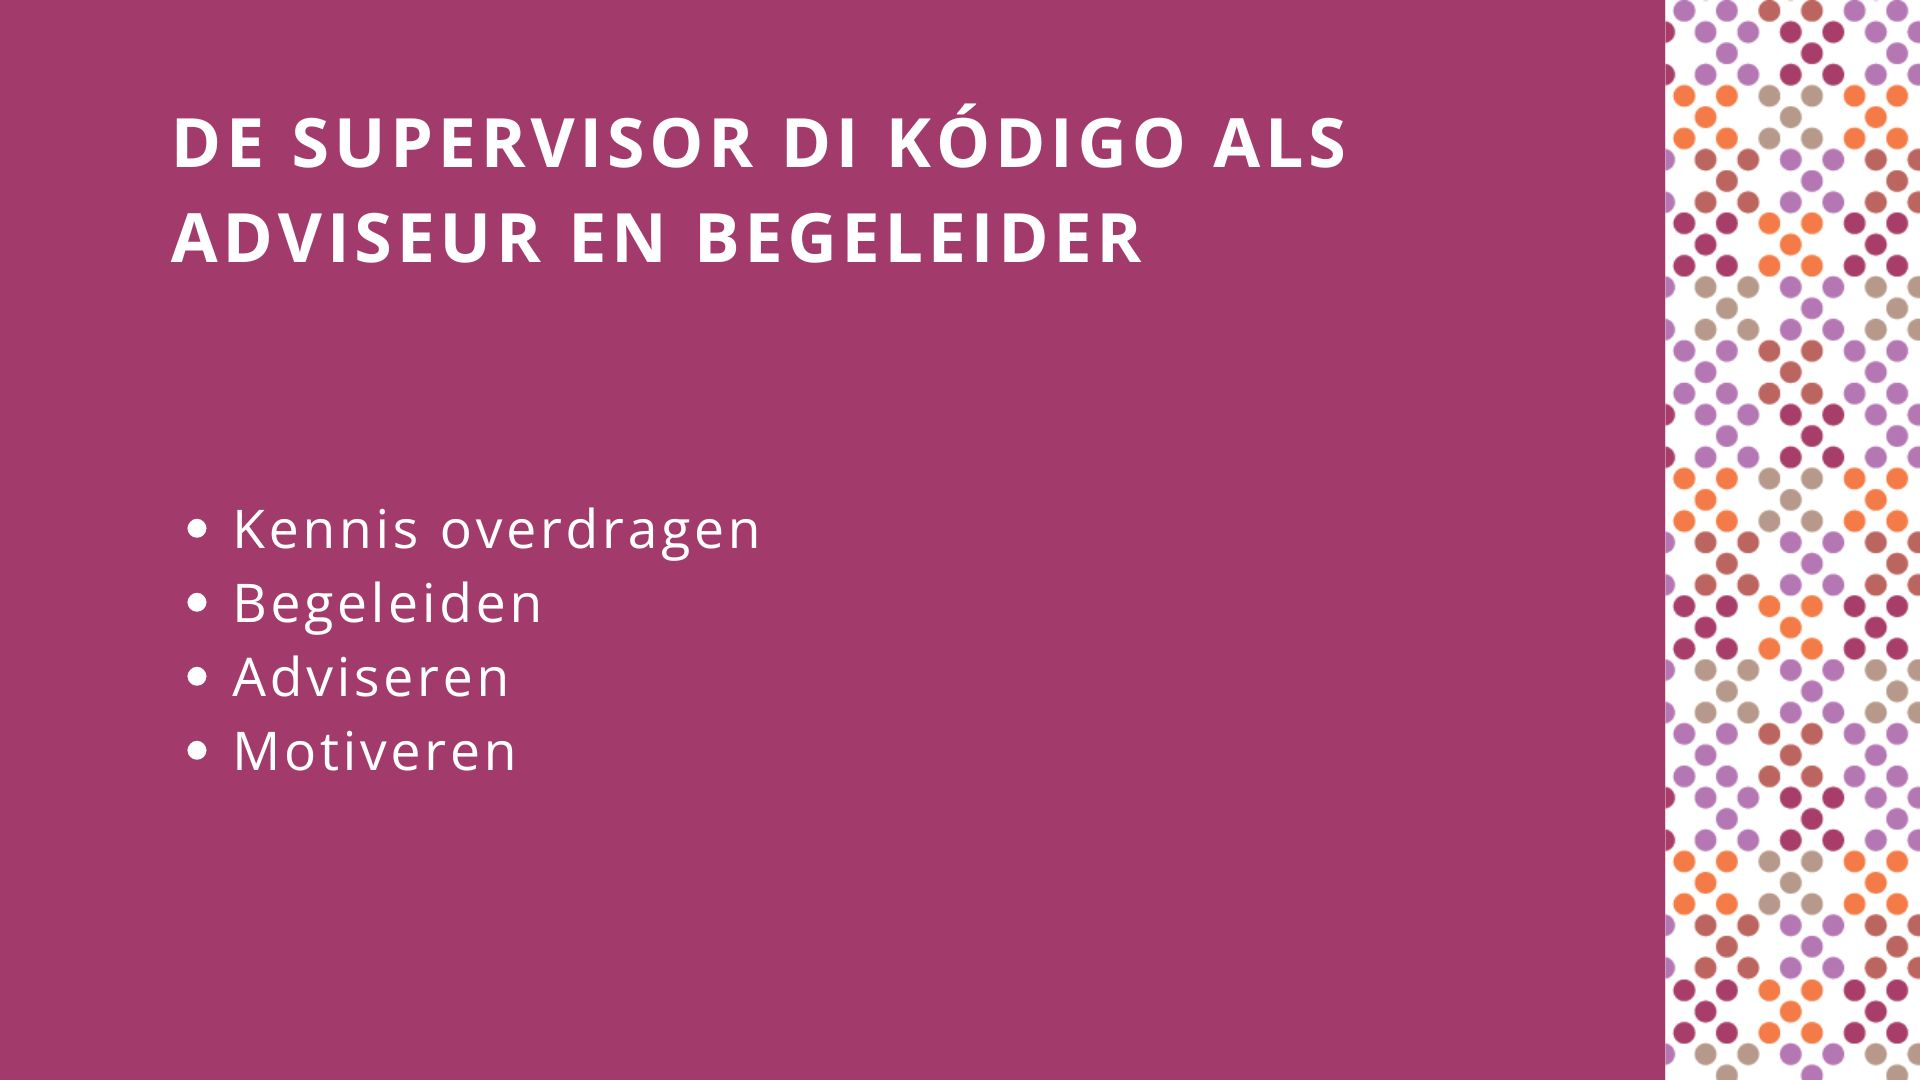 DE SUPERVISOR DI KÓDIGO ALS
ADVISEUR EN BEGELEIDER
• Kennis overdragen
• Begeleiden
• Adviseren
• Motiveren